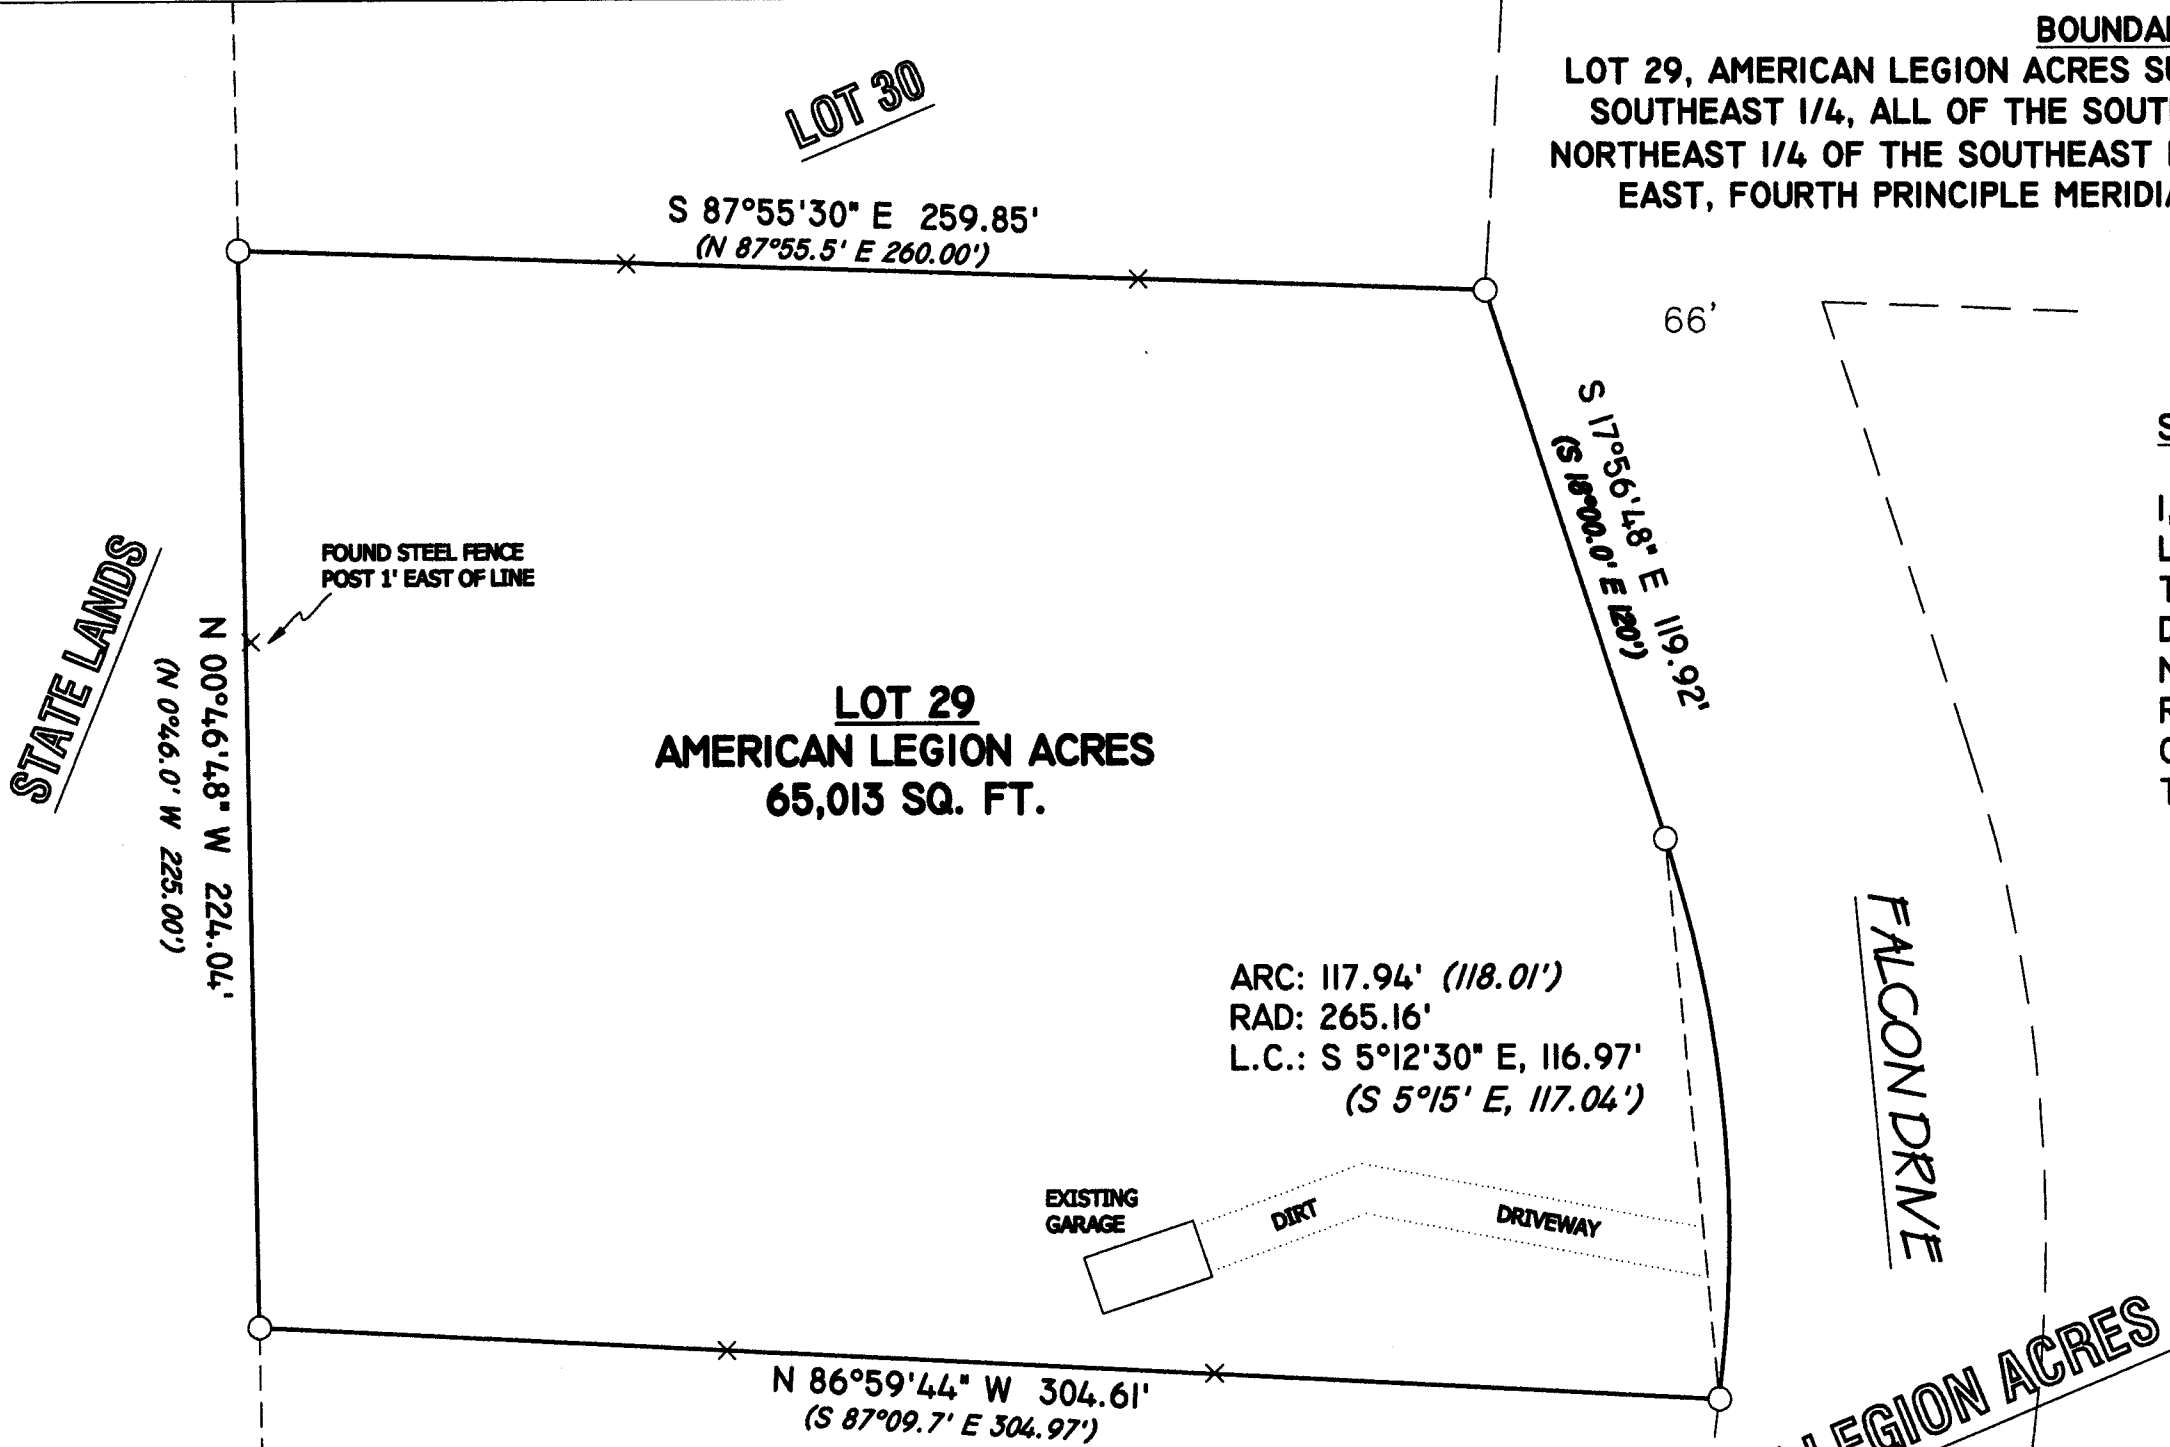 BOUNDA
LOT 29, AMERICAN LEGION ACRES S
SOUTHEAST 1/4, ALL OF THE SOUT
NORTHEAST 1/4 OF THE SOUTHEAST
EAST, FOURTH PRINCIPLE MERIDI
LOT 30
S 87°55'30" E 259.85'
(N 87°55.5' E 260.00')
66'
S 17°56'48" E 119.92'
(S 18°00.0' E 120')
FOUND STEEL FENCE
POST 1' EAST OF LINE
STATE LANDS
N 00°46'48" W 224.04'
(N 0°46.0' W 225.00')
LOT 29
AMERICAN LEGION ACRES
65,013 SQ. FT.
ARC: 117.94' (118.01')
RAD: 265.16'
L.C.: S 5°12'30" E, 116.97'
(S 5°15' E, 117.04')
FALCON DRIVE
EXISTING
GARAGE
DIRT DRIVEWAY
N 86°59'44" W 304.61'
(S 87°09.7' E 304.97')
LEGION ACRES